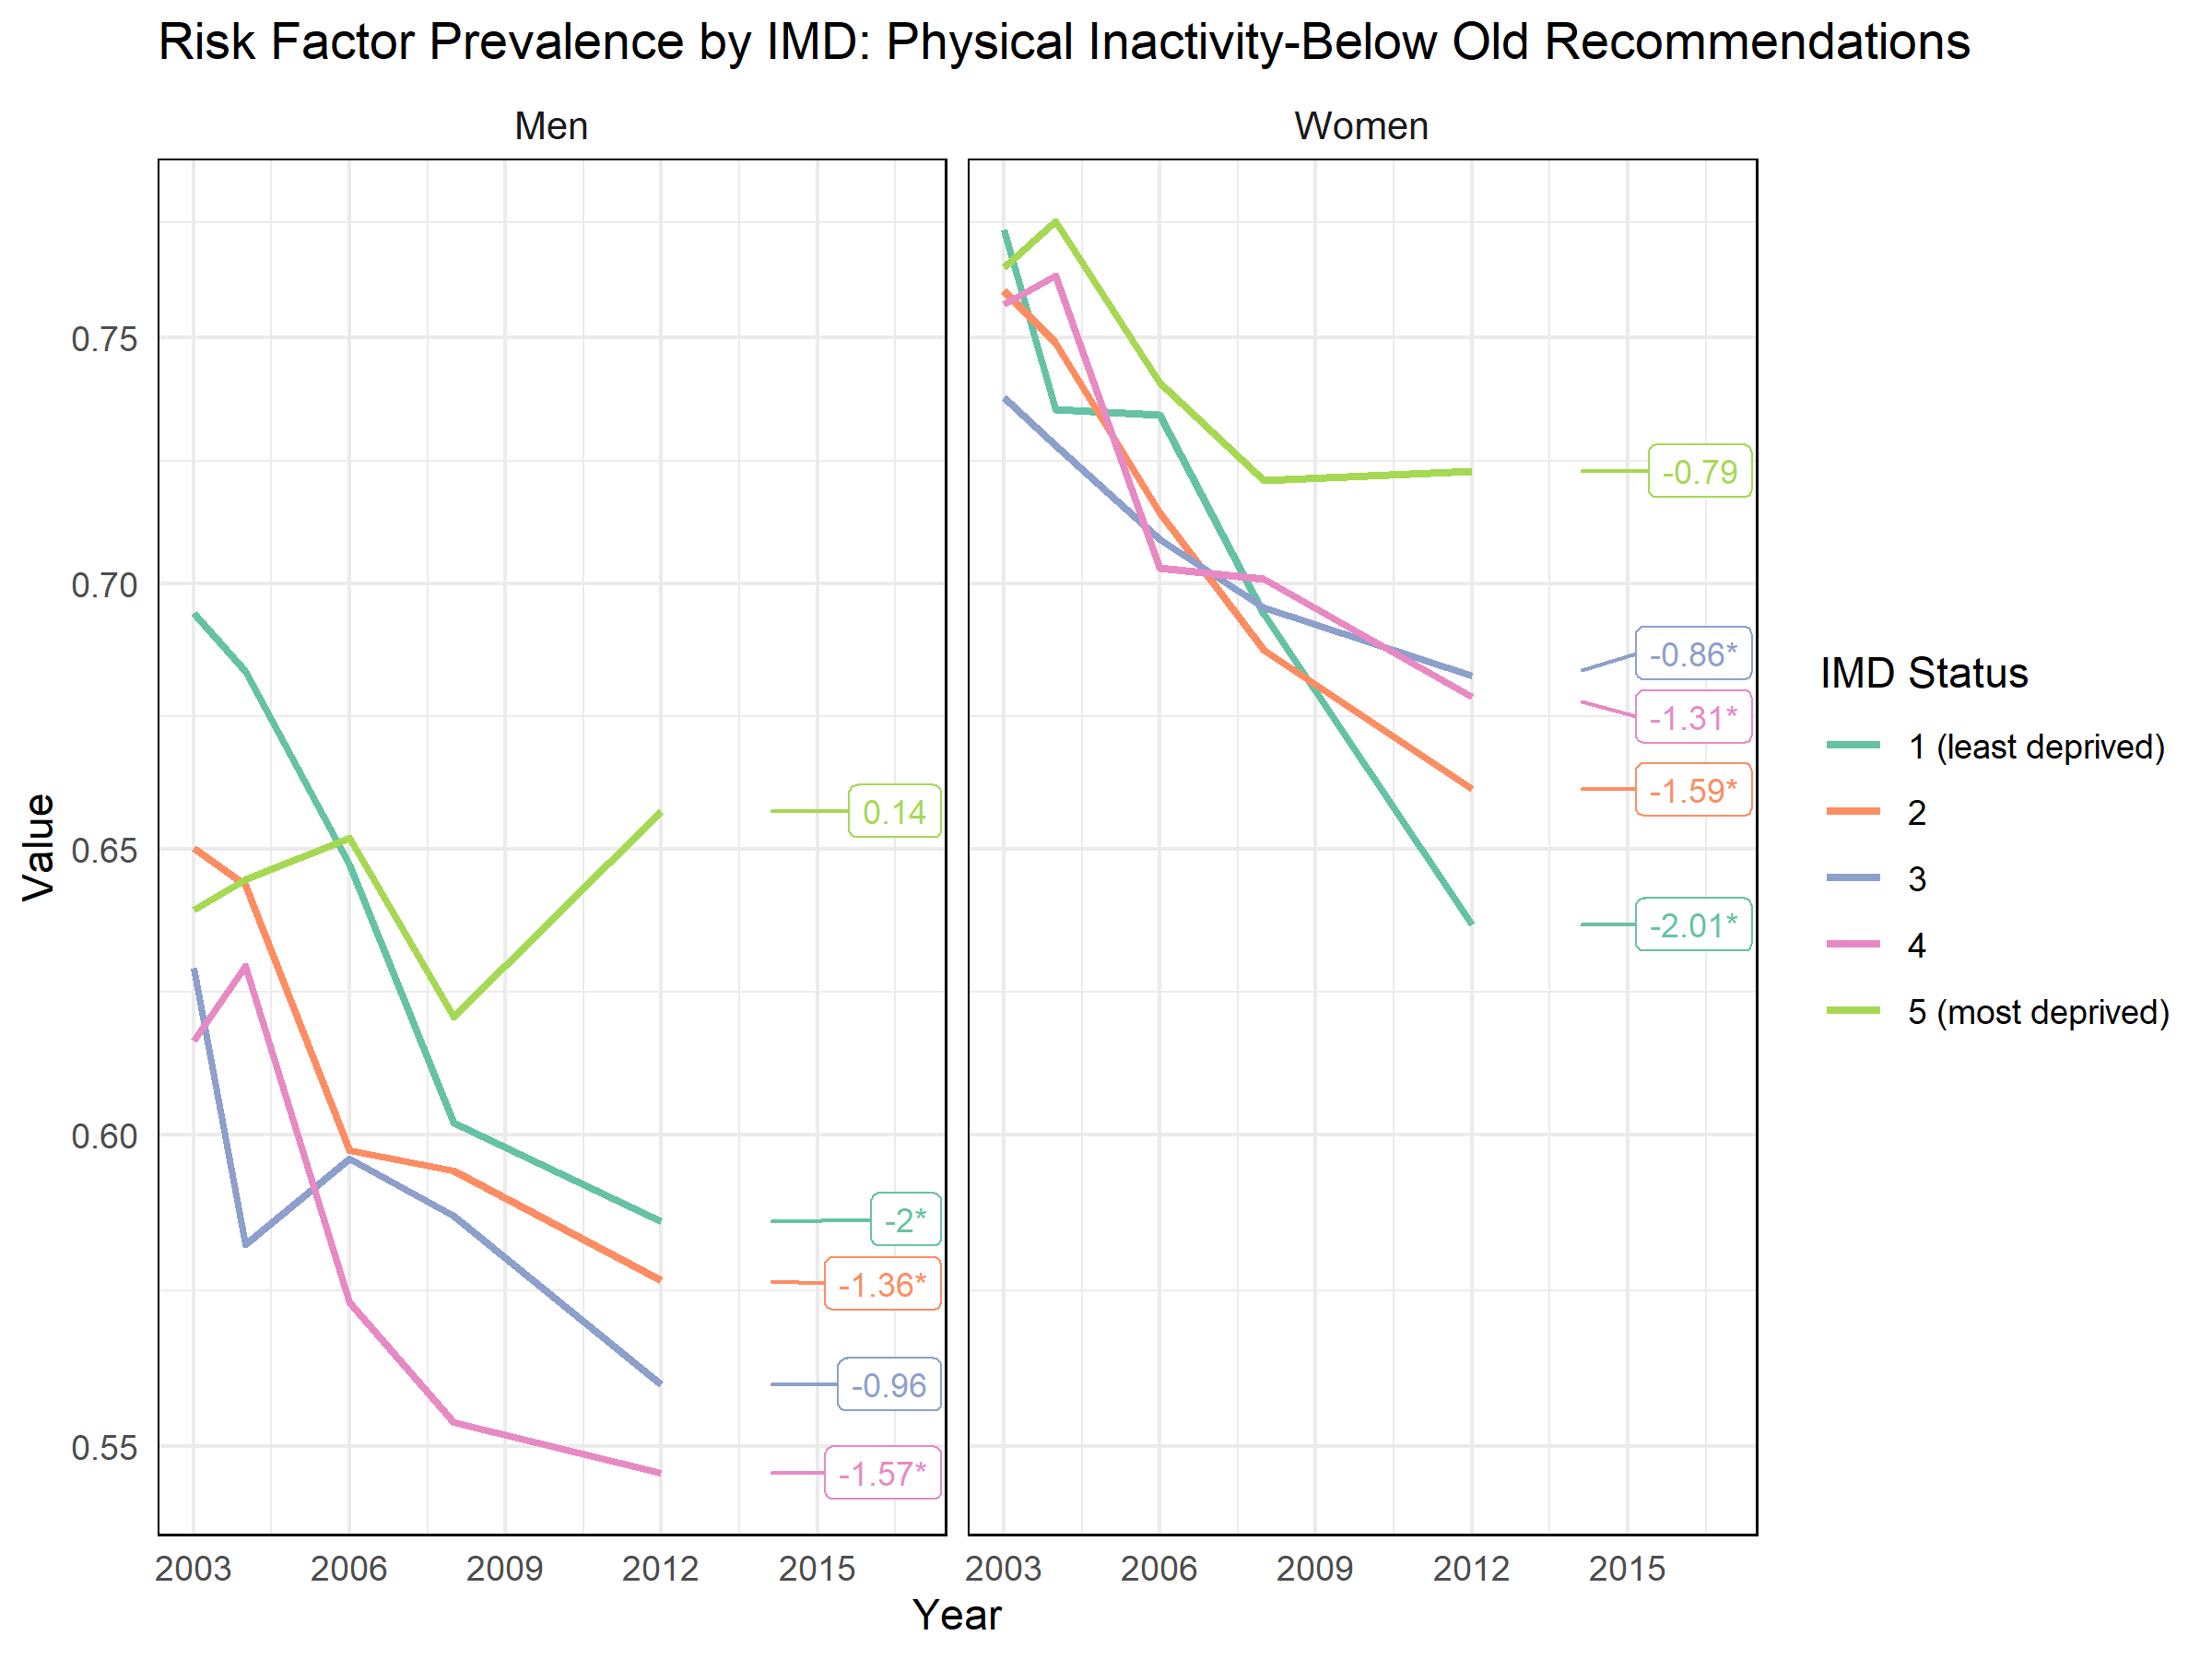 Risk Factor Prevalence by IMD: Physical Inactivity-Below Old Recommendations
Men
Women
Value
0.75
0.70
0.65
0.60
0.55
0.14
-2*
-1.36*
-0.96
-1.57*
-0.79
-0.86*
-1.31*
-1.59*
-2.01*
2003 2006 2009 2012 2015
2003 2006 2009 2012 2015
Year
IMD Status
1 (least deprived)
2
3
4
5 (most deprived)